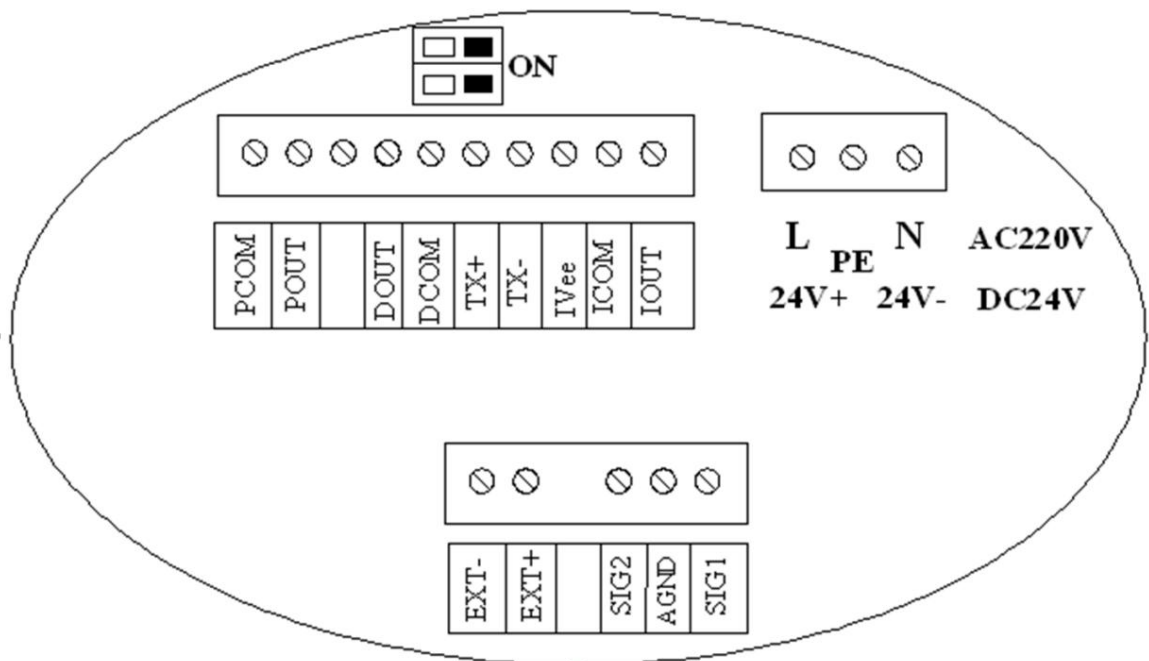 ON
PCOM POUT DOUT DCOM TX+ TX- IVee ICOM IOUT
L N AC220V
PE
24V+ 24V- DC24V
EXT- EXT+ SIG2 AGND SIG1